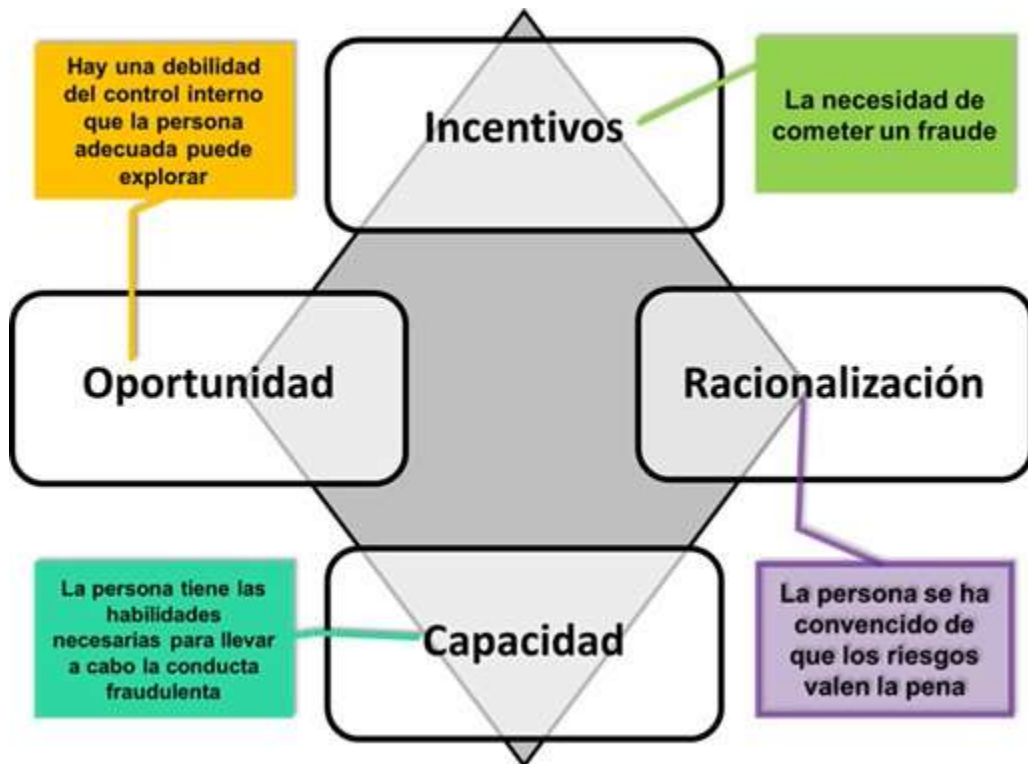 Hay una debilidad
del control interno
que la persona
adecuada puede
explorar
Incentivos
La necesidad de
cometer un fraude
Oportunidad
Racionalización
La persona tiene las
habilidades
necesarias para llevar
a cabo la conducta
fraudulenta
Capacidad
La persona se ha
convencido de
que los riesgos
valen la pena